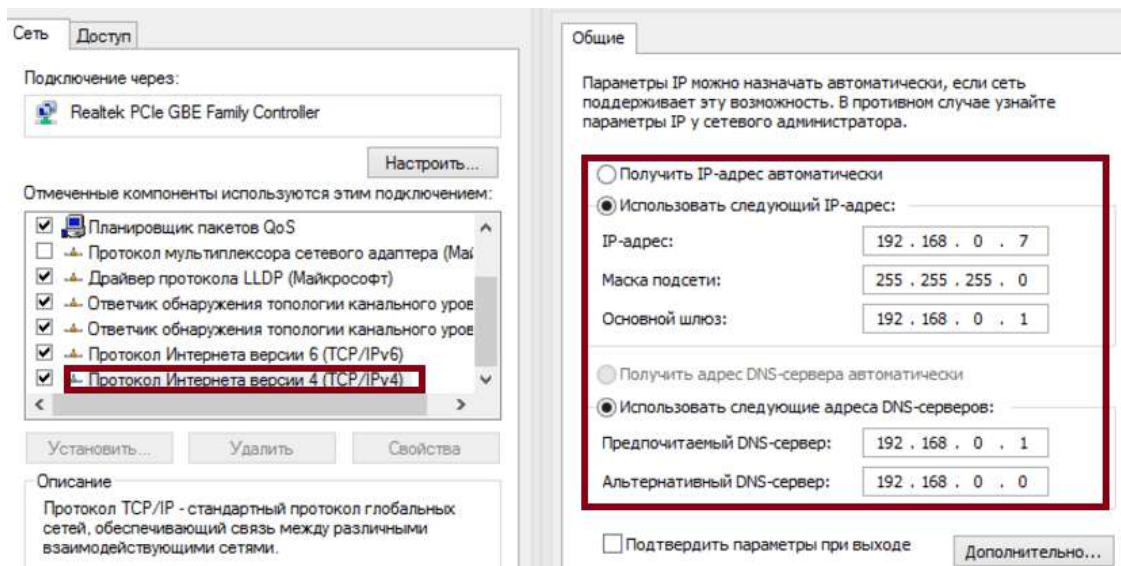 Сеть
Доступ
Подключение через:
Realtek PCIe GBE Family Controller
Настроить...
Отмеченные компоненты используются этим подключением:
Планировщик пакетов QoS
Протокол мультиплексора сетевого адаптера (Май
Драйвер протокола LLDP (Майкрософт)
Ответчик обнаружения топологии канального уров
Ответчик обнаружения топологии канального уров
Протокол Интернета версии 6 (TCP/IPv6)
Протокол Интернета версии 4 (TCP/IPv4)
Установить...
Удалить
Свойства
Описание
Протокол TCP/IP - стандартный протокол глобальных
сетей, обеспечивающий связь между различными
взаимодействующими сетями.
Общие
Параметры IP можно назначать автоматически, если сеть
поддерживает эту возможность. В противном случае узнайте
параметры IP у сетевого администратора.
Получить IP-адрес автоматически
Использовать следующий IP-адрес:
IP-адрес: 192 . 168 . 0 . 7
Маска подсети: 255 . 255 . 255 . 0
Основной шлюз: 192 . 168 . 0 . 1
Получить адрес DNS-сервера автоматически
Использовать следующие адреса DNS-серверов:
Предпочитаемый DNS-сервер: 192 . 168 . 0 . 1
Альтернативный DNS-сервер: 192 . 168 . 0 . 0
Подтвердить параметры при выходе
Дополнительно...